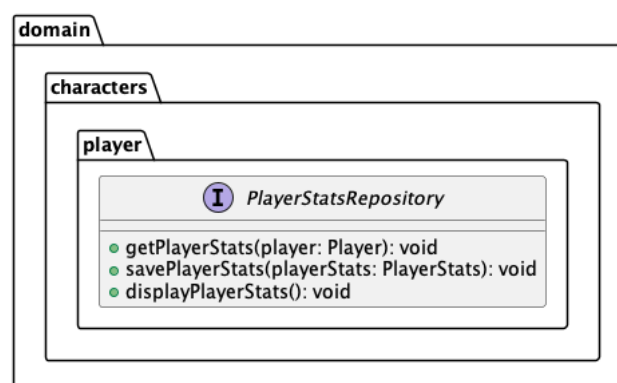 domain
characters
player
I PlayerStatsRepository
getPlayerStats(player: Player): void
savePlayerStats(playerStats: PlayerStats): void
displayPlayerStats(): void